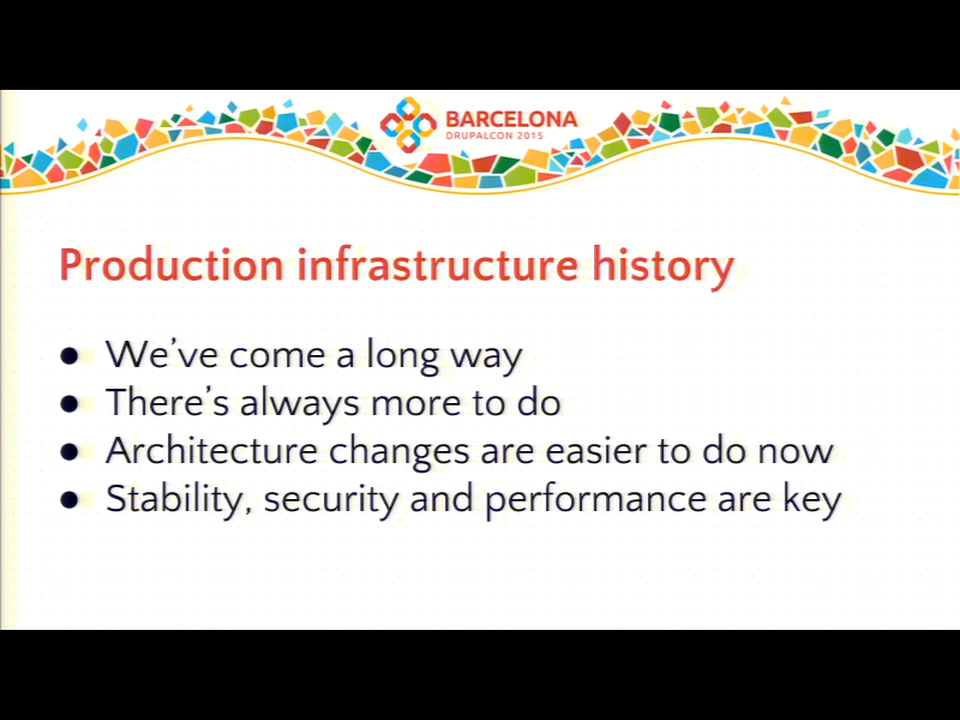 BARCELONA
DRUPALCON 2015
Production infrastructure history
● We've come a long way
● There's always more to do
● Architecture changes are easier to do now
● Stability, security and performance are key